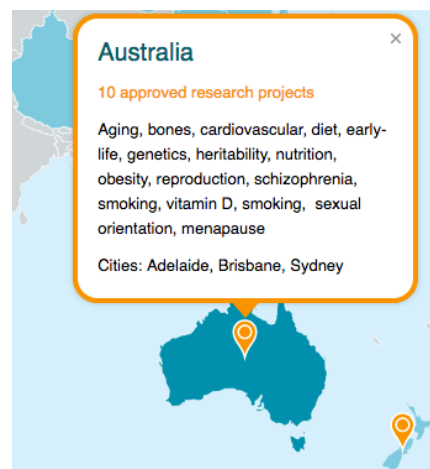 Australia
×
10 approved research projects
Aging, bones, cardiovascular, diet, early-
life, genetics, heritability, nutrition,
obesity, reproduction, schizophrenia,
smoking, vitamin D, smoking, sexual
orientation, menapause
Cities: Adelaide, Brisbane, Sydney